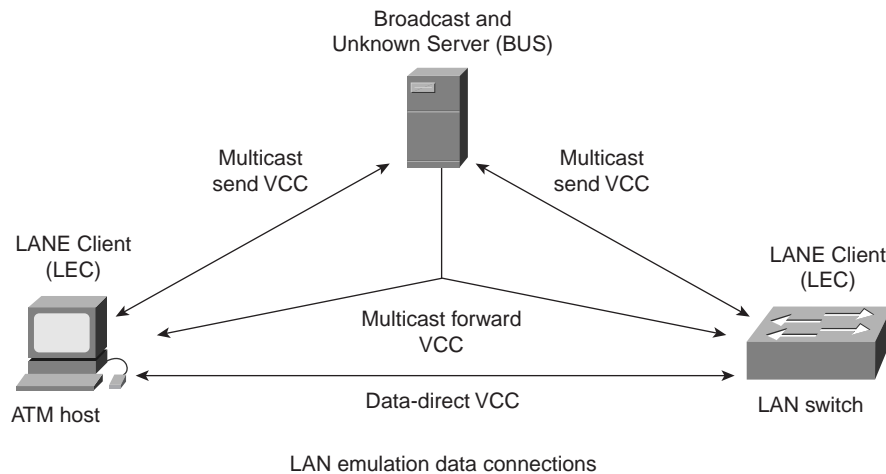 Broadcast and
Unknown Server (BUS)
Multicast
send VCC
Multicast
send VCC
LANE Client
(LEC)
LANE Client
(LEC)
Multicast forward
VCC
Data-direct VCC
ATM host
LAN switch
LAN emulation data connections